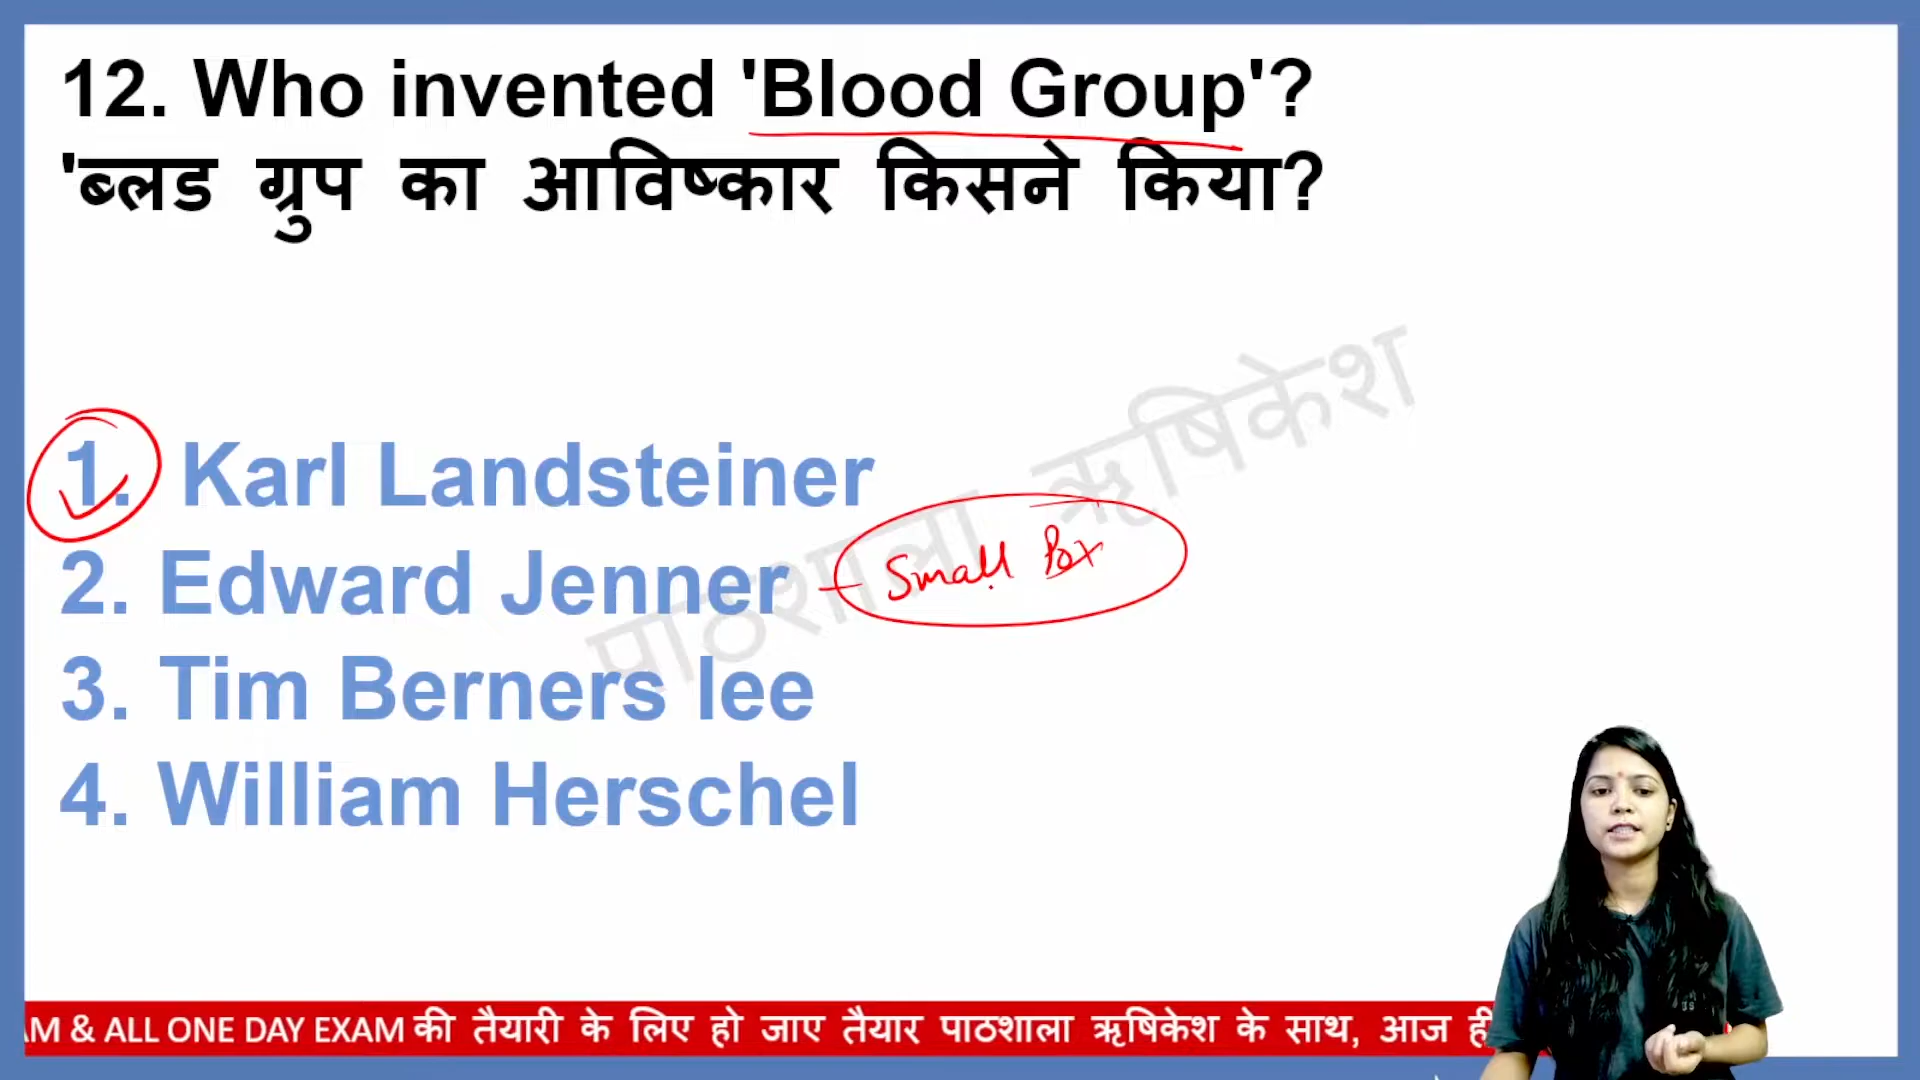 12. Who invented 'Blood Group'?
'ब्लड ग्रुप का आविष्कार किसने किया?
1. Karl Landsteiner
2. Edward Jenner - Small Pox
3. Tim Berners lee
4. William Herschel
पाठशाला ऋषिकेश
AM & ALL ONE DAY EXAM की तैयारी के लिए हो जाए तैयार पाठशाला ऋषिकेश के साथ, आज ही